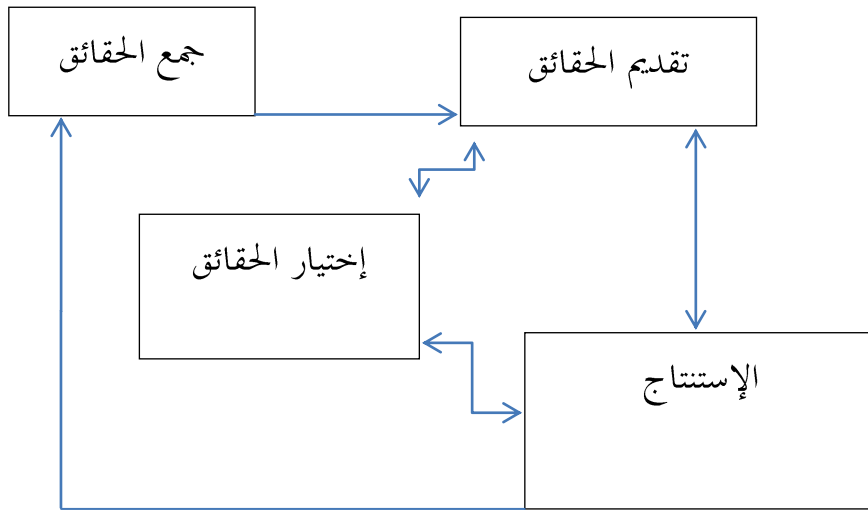 جمع الحقائق
تقديم الحقائق
إختيار الحقائق
الإستنتاج